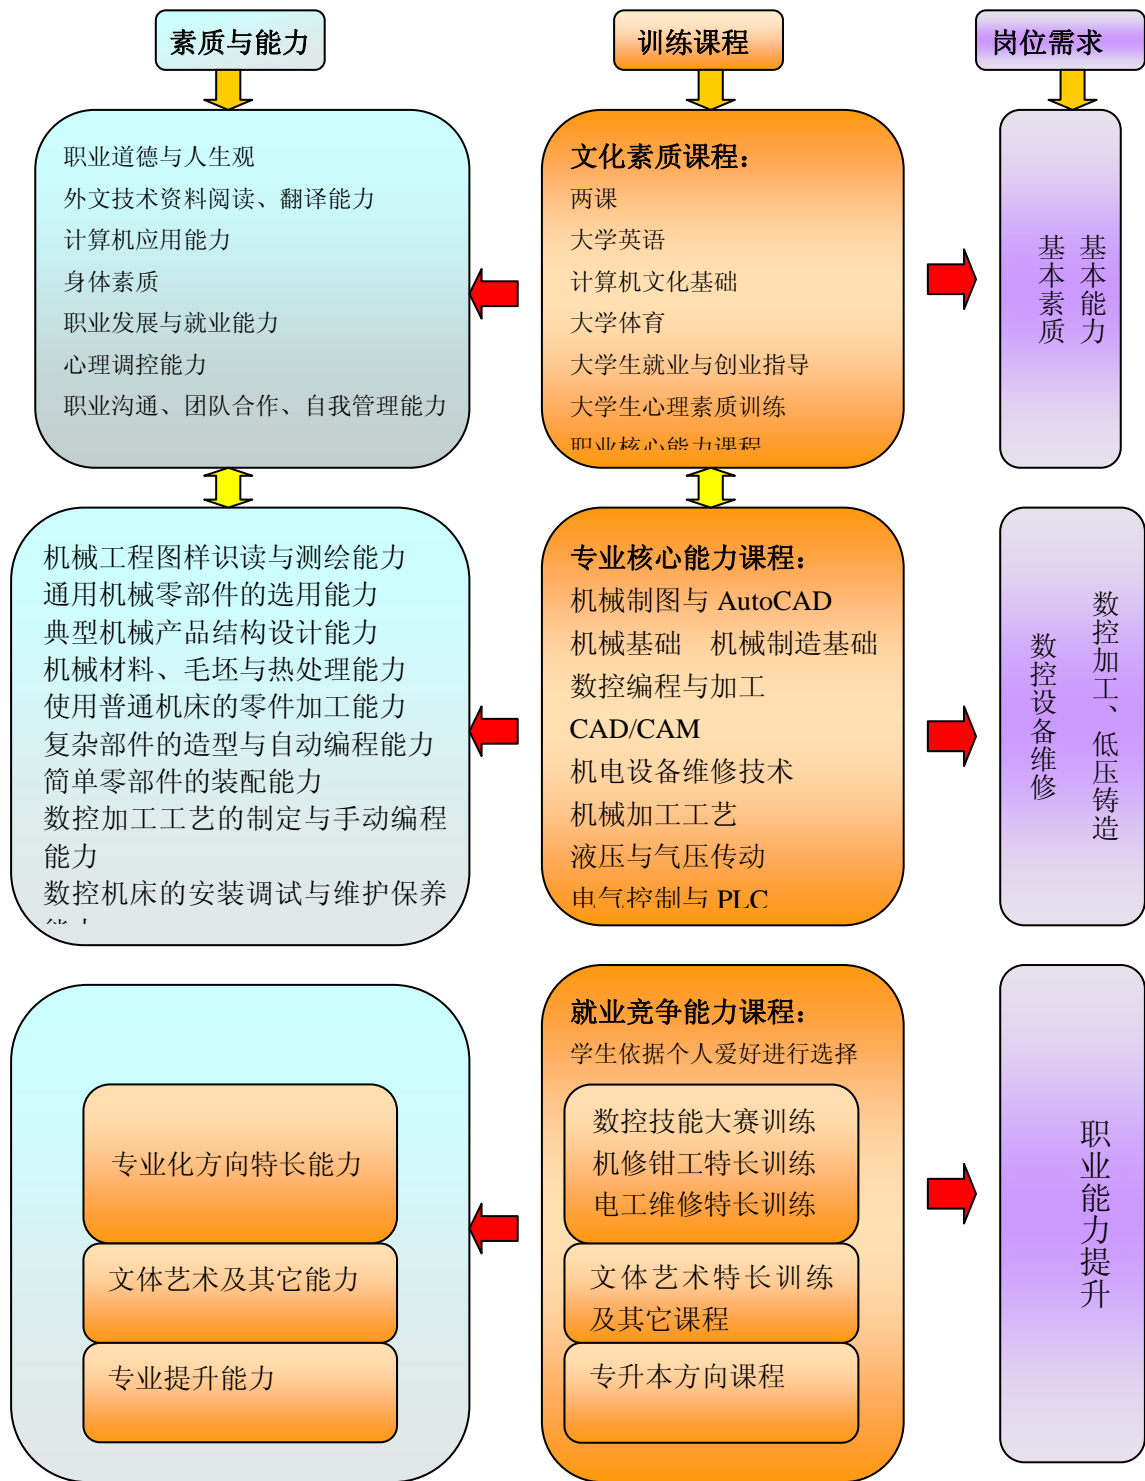 素质与能力
训练课程
岗位需求
职业道德与人生观
外文技术资料阅读、翻译能力
计算机应用能力
身体素质
职业发展与就业能力
心理调控能力
职业沟通、团队合作、自我管理能力
文化素质课程：
两课
大学英语
计算机文化基础
大学体育
大学生就业与创业指导
大学生心理素质训练
职业核心能力课程
基本能力
基本素质
机械工程图样识读与测绘能力
通用机械零部件的选用能力
典型机械产品结构设计能力
机械材料、毛坯与热处理能力
使用普通机床的零件加工能力
复杂部件的造型与自动编程能力
简单零部件的装配能力
数控加工工艺的制定与手动编程
能力
数控机床的安装调试与维护保养
能力
专业核心能力课程：
机械制图与 AutoCAD
机械基础　机械制造基础
数控编程与加工
CAD/CAM
机电设备维修技术
机械加工工艺
液压与气压传动
电气控制与 PLC
数控加工、低压铸造
数控设备维修
专业化方向特长能力
文体艺术及其它能力
专业提升能力
就业竞争能力课程：
学生依据个人爱好进行选择
数控技能大赛训练
机修钳工特长训练
电工维修特长训练
文体艺术特长训练
及其它课程
专升本方向课程
职业能力提升